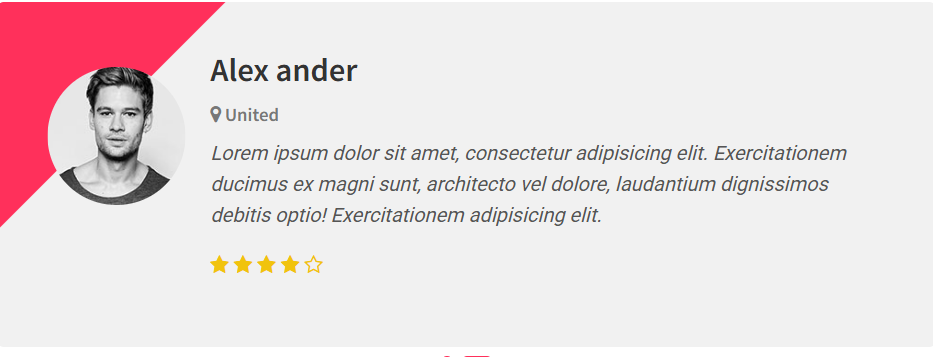 Alex ander
United
Lorem ipsum dolor sit amet, consectetur adipisicing elit. Exercitationem
ducimus ex magni sunt, architecto vel dolore, laudantium dignissimos
debitis optio! Exercitationem adipisicing elit.